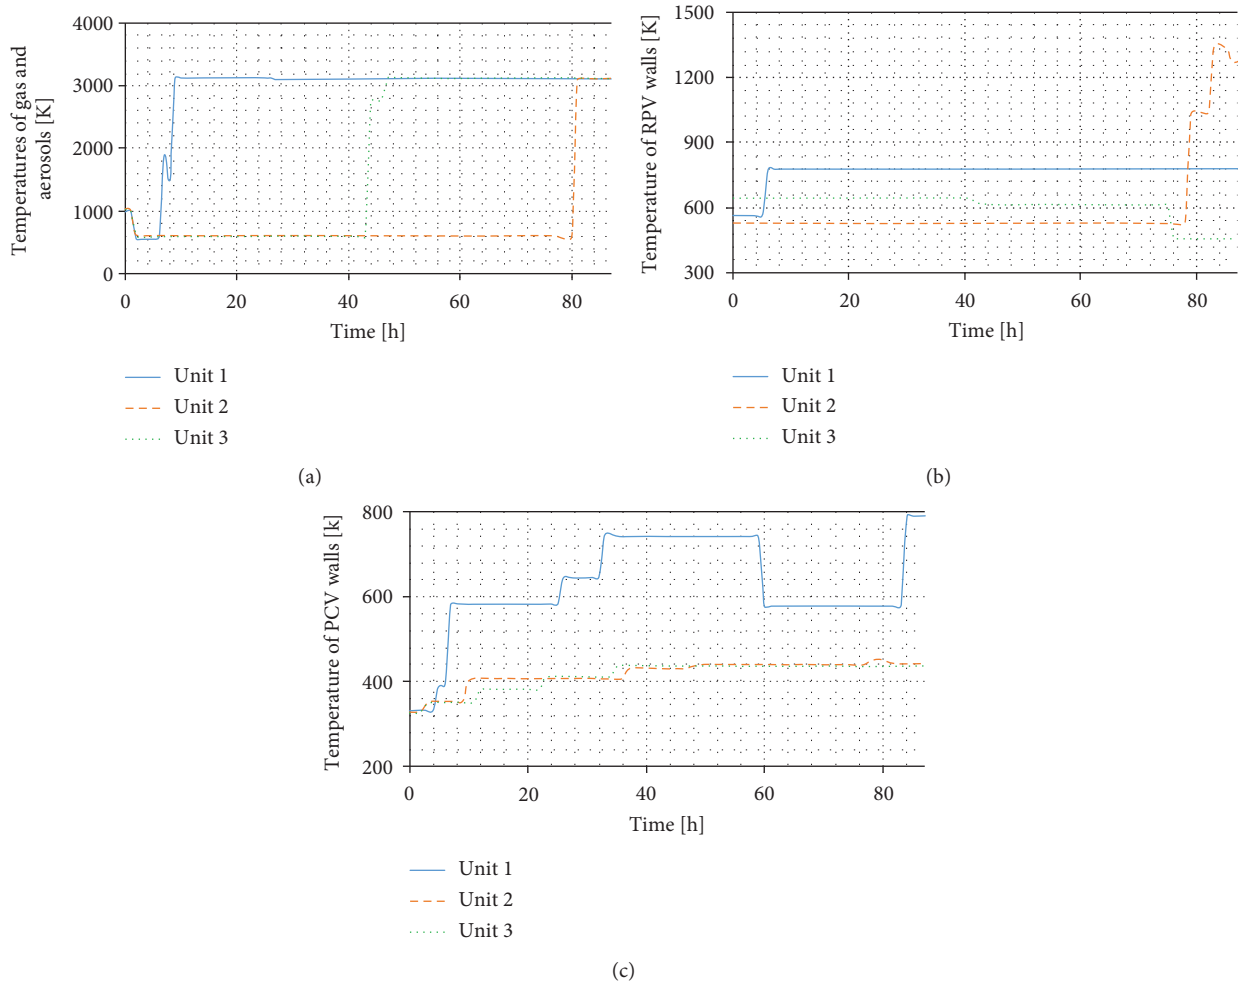 Temperatures of gas and
aerosols [K]
4000
3000
2000
1000
0
0 20 40 60 80
Time [h]
Unit 1
Unit 2
Unit 3
(a)
Temperature of RPV walls [K]
1500
1200
900
600
300
0 20 40 60 80
Time [h]
Unit 1
Unit 2
Unit 3
(b)
Temperature of PCV walls [k]
800
600
400
200
0 20 40 60 80
Time [h]
Unit 1
Unit 2
Unit 3
(c)